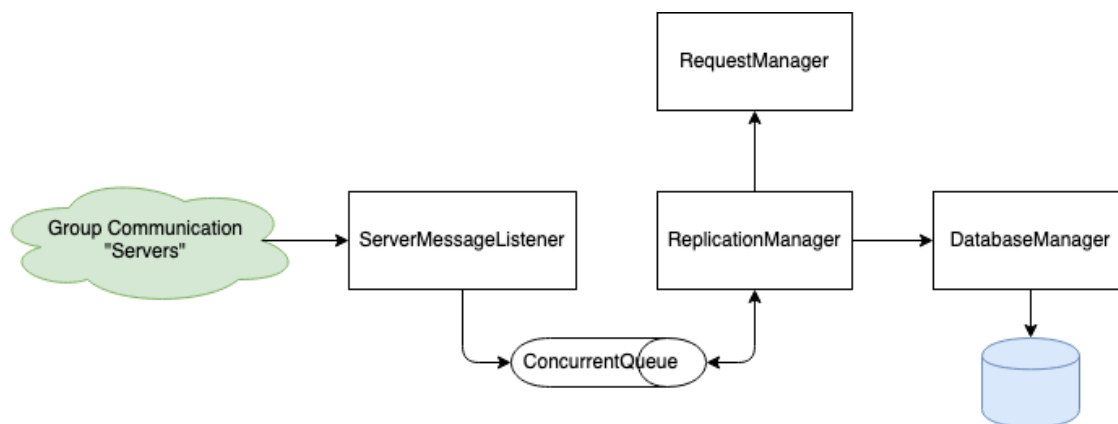 RequestManager
Group Communication
"Servers"
ServerMessageListener
ReplicationManager
DatabaseManager
ConcurrentQueue